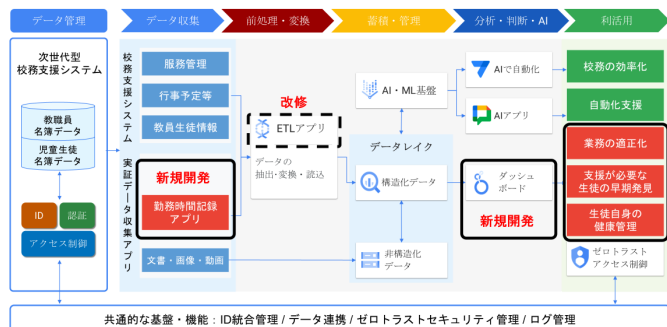 データ管理
データ収集
前処理・変換
蓄積・管理
分析・判断・AI
利活用
次世代型
校務支援システム
教職員
名簿データ
児童生徒
名簿データ
ID
認証
アクセス制御
校務支援システム
服務管理
行事予定等
教員生徒情報
実証データ収集アプリ
新規開発
勤務時間記録
アプリ
文書・画像・動画
改修
ETLアプリ
データの
抽出・変換・読込
AI・ML基盤
データレイク
構造化データ
非構造化
データ
AIで自動化
AIアプリ
ダッシュ
ボード
新規開発
校務の効率化
自動化支援
業務の適正化
支援が必要な
生徒の早期発見
生徒自身の
健康管理
ゼロトラスト
アクセス制御
共通的な基盤・機能：ID統合管理 / データ連携 / ゼロトラストセキュリティ管理 / ログ管理